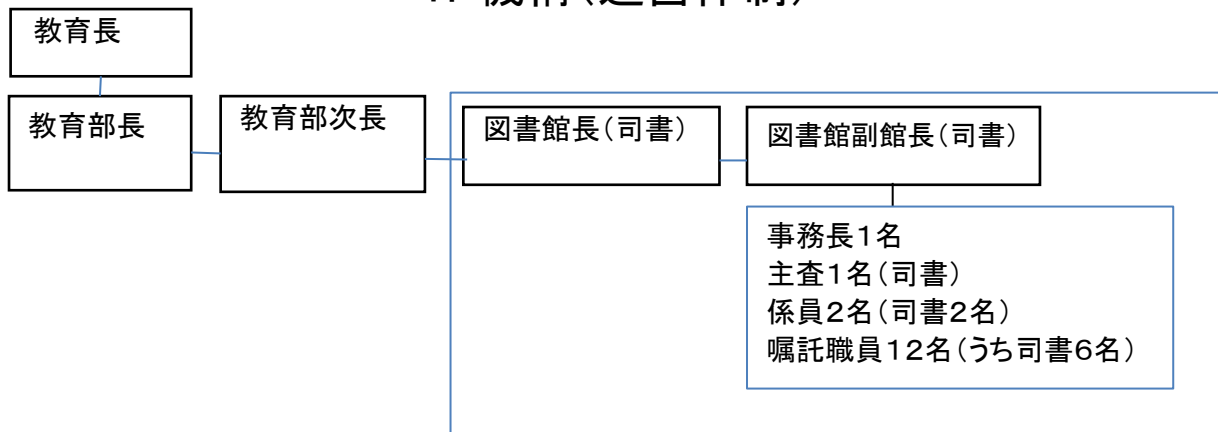 教育長
教育部長
教育部次長
図書館長（司書）
図書館副館長（司書）
事務長１名
主査１名（司書）
係員２名（司書２名）
嘱託職員１２名（うち司書６名）